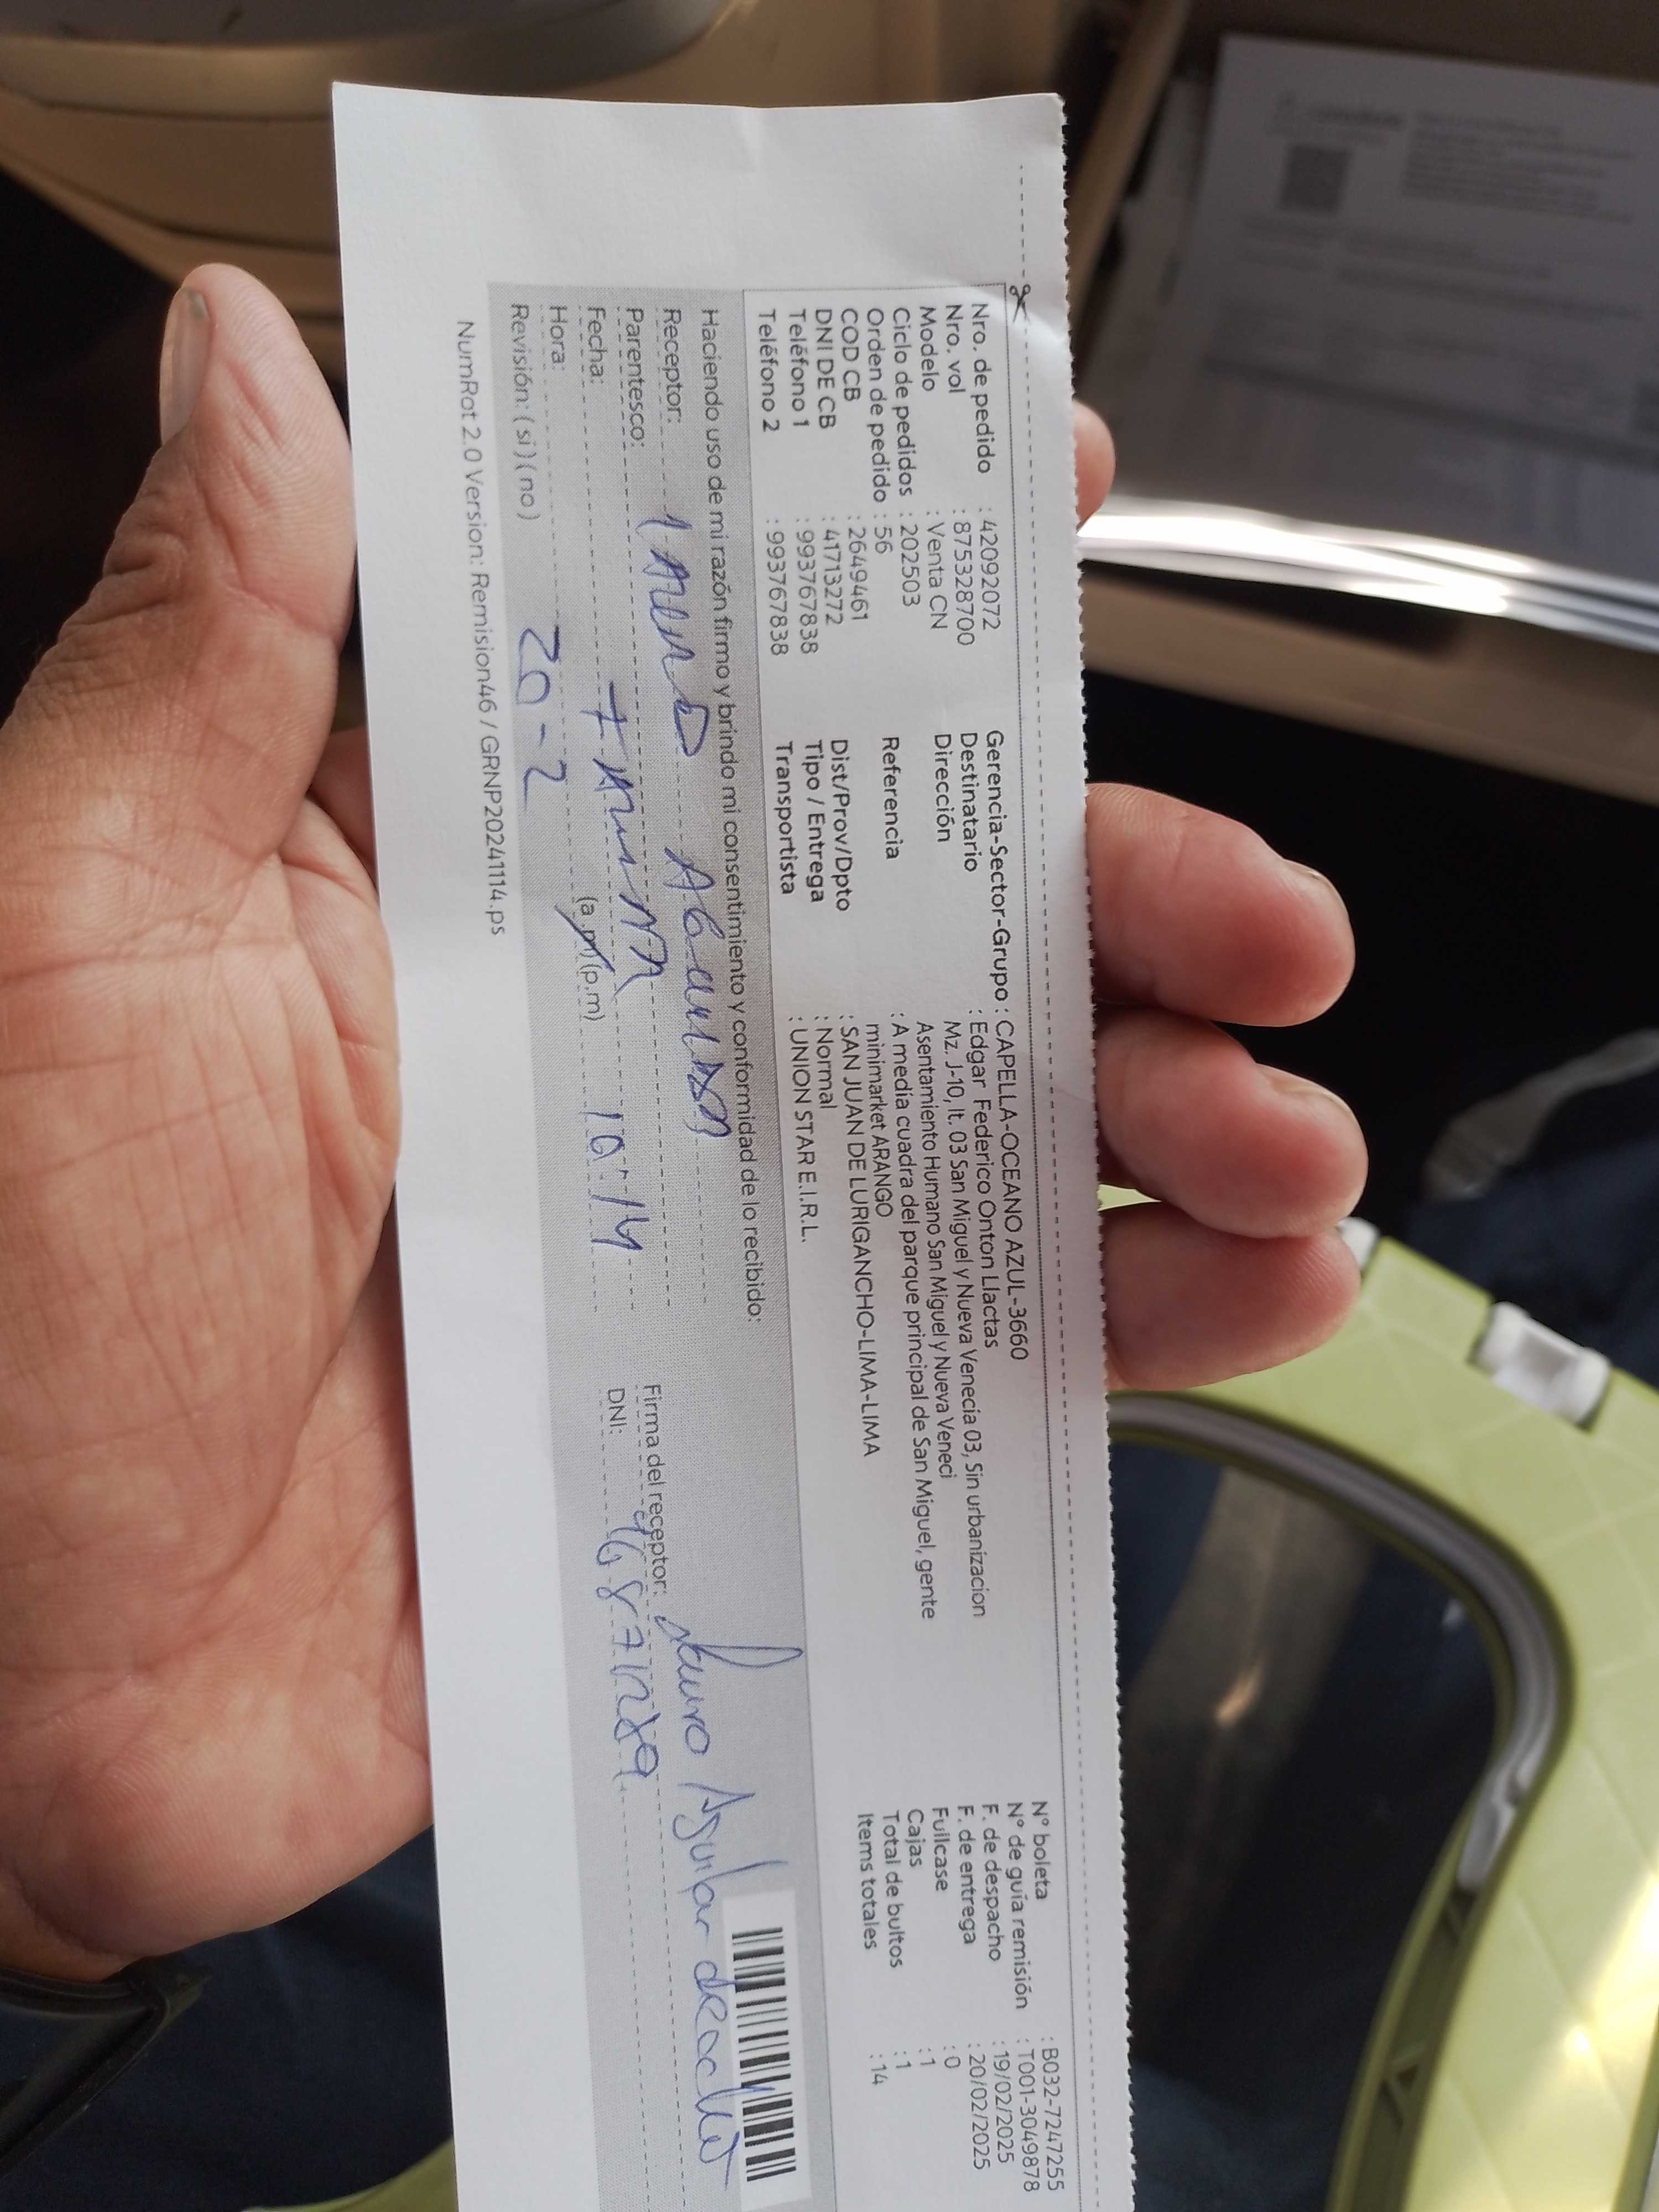 Nro. de pedido : 42092072
Nro. vol : 875328700
Modelo : Venta CN
Ciclo de pedidos : 202503
Orden de pedido : 56
COD CB : 2649461
DNI DE CB : 41713272
Teléfono 1 : 993767838
Teléfono 2 : 993767838
Gerencia-Sector-Grupo : CAPELLA-OCEANO AZUL-3660
Destinatario : Edgar Federico Onton Llactas
Dirección Mz. J-10, lt. 03 San Miguel y Nueva Venecia 03, Sin urbanizacion
Asentamiento Humano San Miguel y Nueva Veneci
Referencia : A media cuadra del parque principal de San Miguel, gente
minimarket ARANGO
Dist/Prov/Dpto : SAN JUAN DE LURIGANCHO-LIMA-LIMA
Tipo / Entrega : Normal
Transportista : UNION STAR E.I.R.L.
N° boleta : B032-7247255
N° de guía remisión : T001-3049878
F. de despacho : 19/02/2025
F. de entrega : 20/02/2025
Fullcase : 0
Cajas : 1
Total de bultos : 1
Items totales : 14
Haciendo uso de mi razón firmo y brindo mi consentimiento y conformidad de lo recibido:
Receptor:
Parentesco:
Fecha:
Hora: (a.m)(p.m) 10:14
Revisión: (si)(no) 20-2
Firma del receptor: Aguilar
DNI:
NumRot 2.0 Version: Remision46 / GRNP20241114.ps